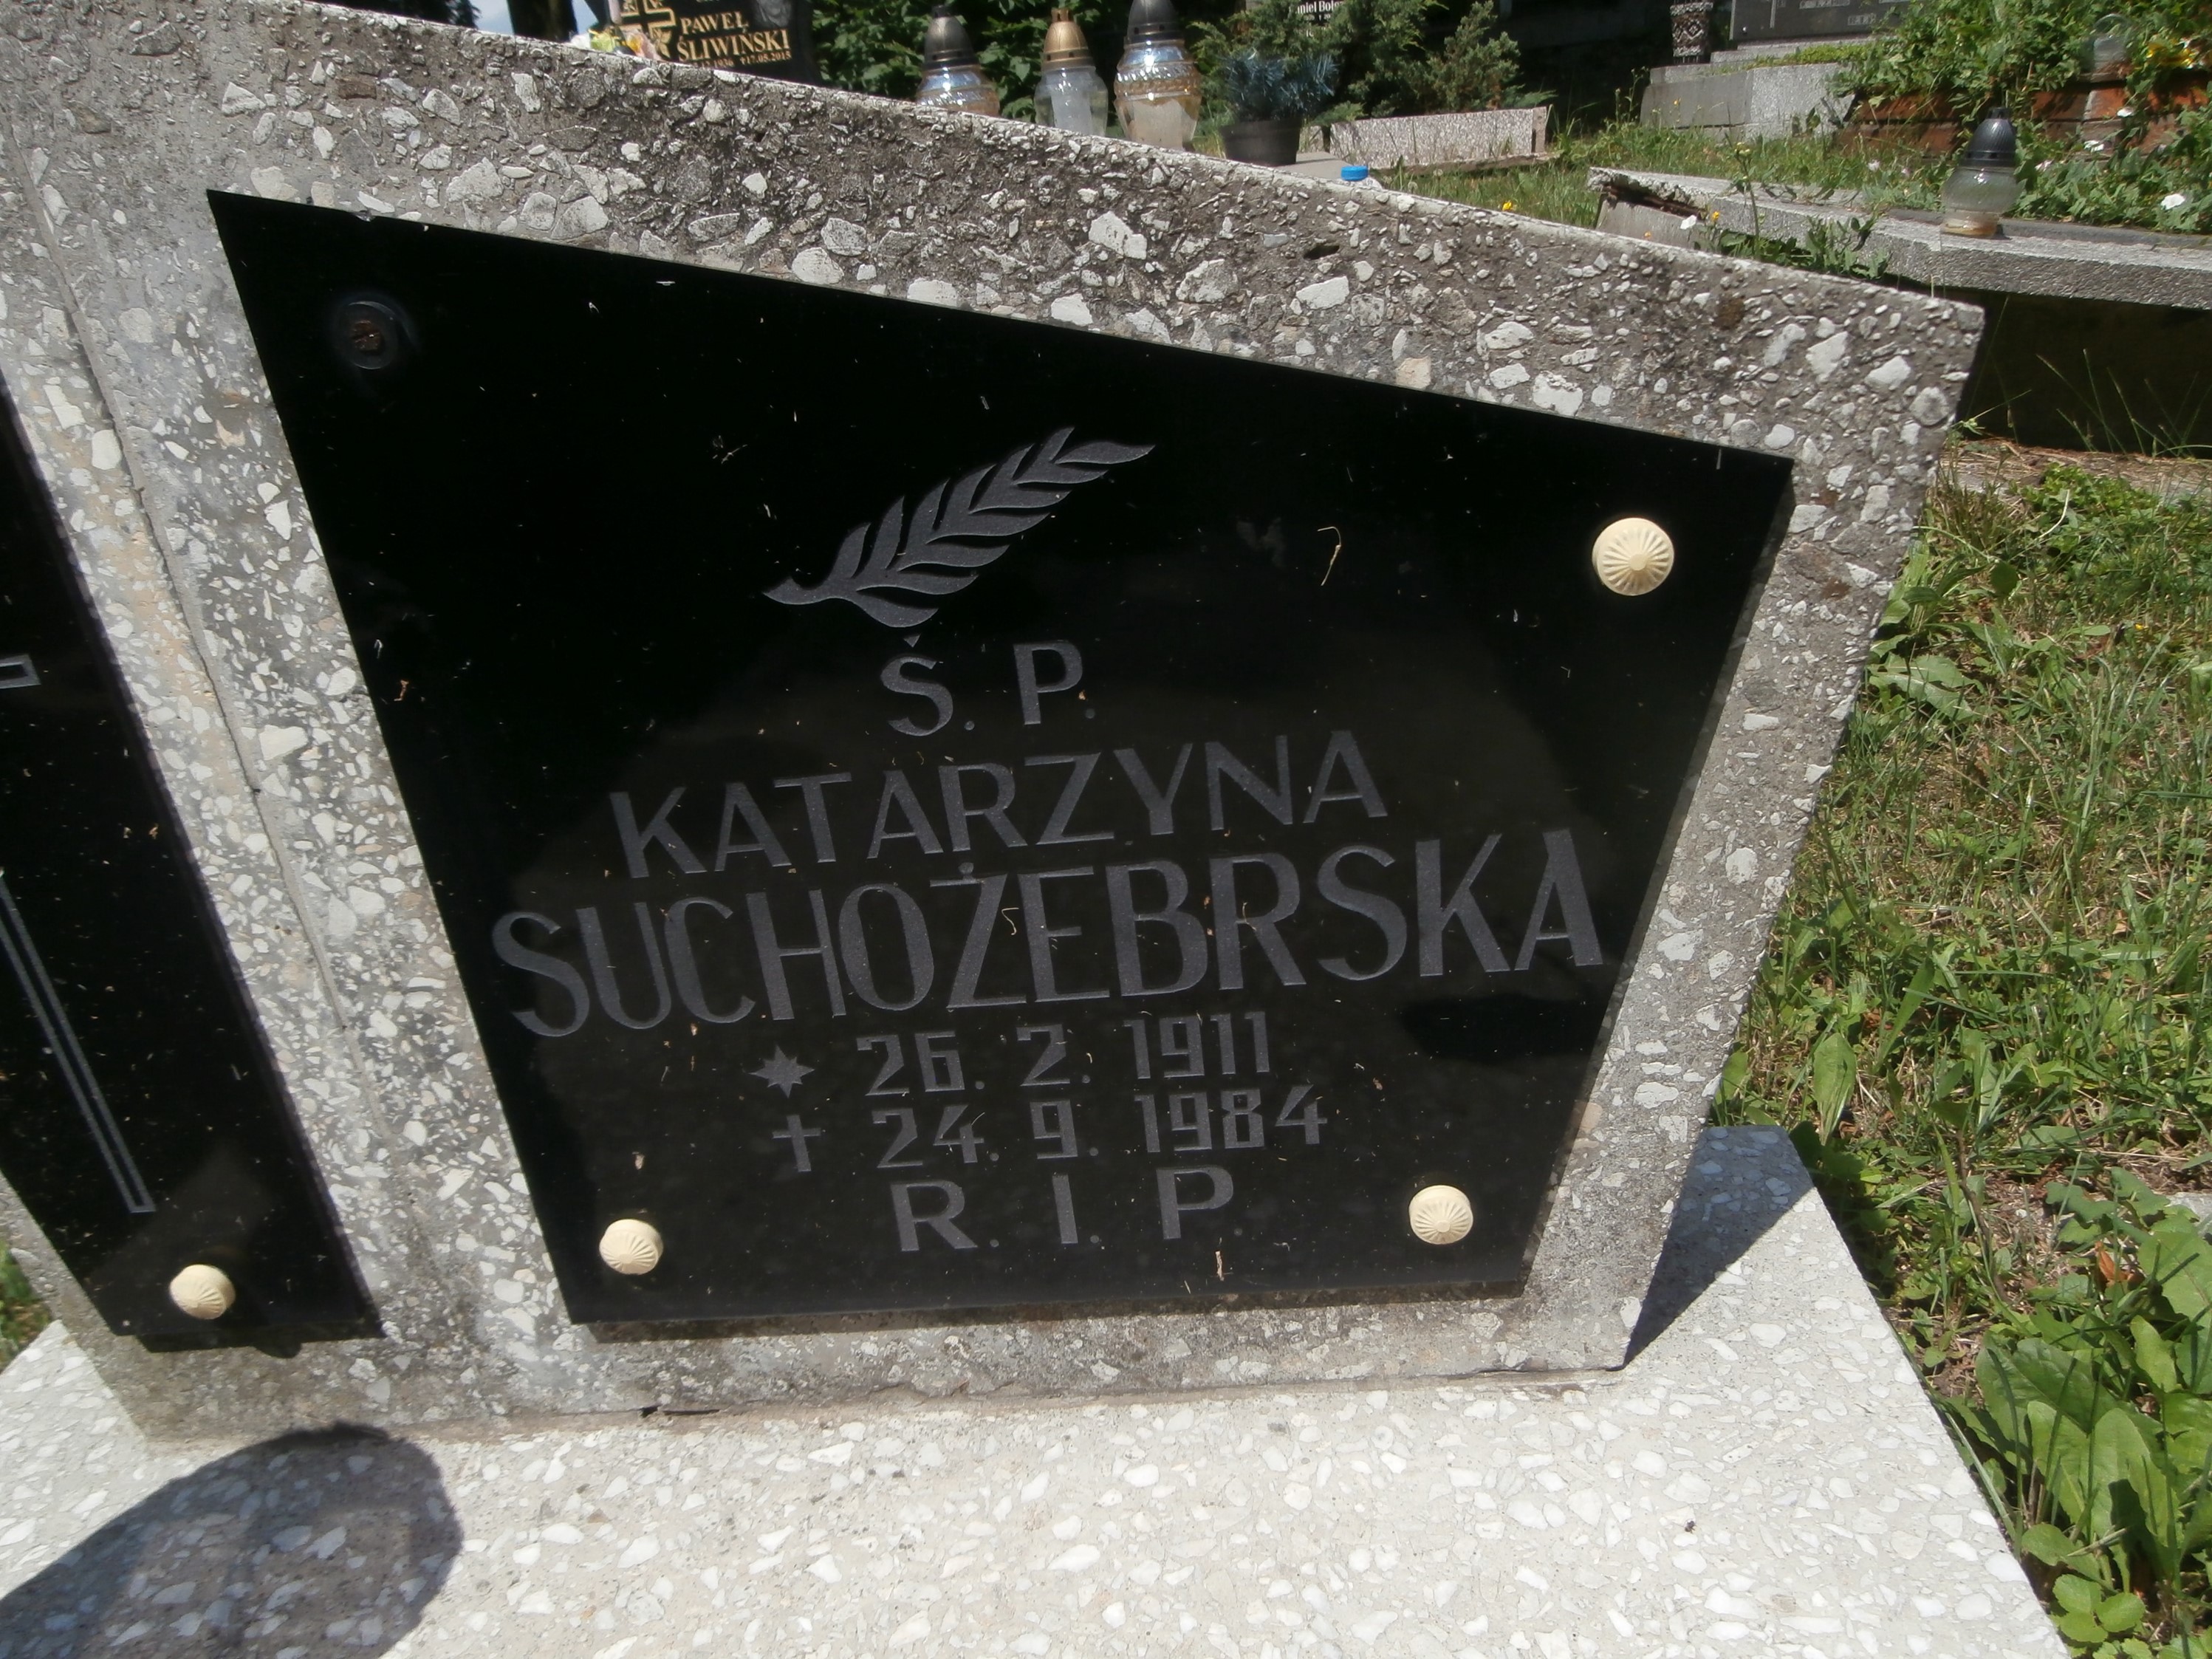 PAWEŁ
ŚLIWIŃSKI
Ś. P.
KATARZYNA
SUCHOŻEBRSKA
26. 2. 1911
24. 9. 1984
R. I. P.